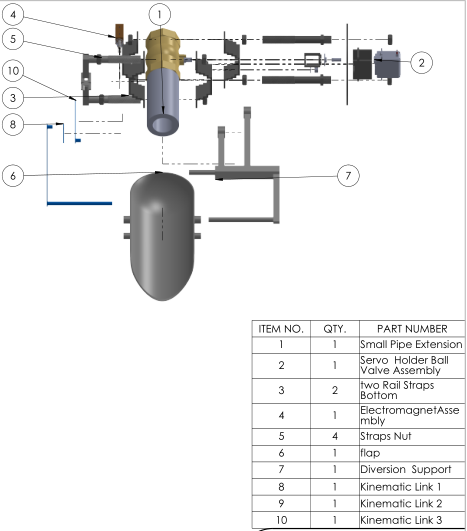 4
1
5
10
2
3
8
6
7
ITEM NO. QTY. PART NUMBER
1 1 Small Pipe Extension
2 1 Servo Holder Ball
Valve Assembly
3 2 two Rail Straps
Bottom
4 1 ElectromagnetAsse
mbly
5 4 Straps Nut
6 1 flap
7 1 Diversion Support
8 1 Kinematic Link 1
9 1 Kinematic Link 2
10 1 Kinematic Link 3